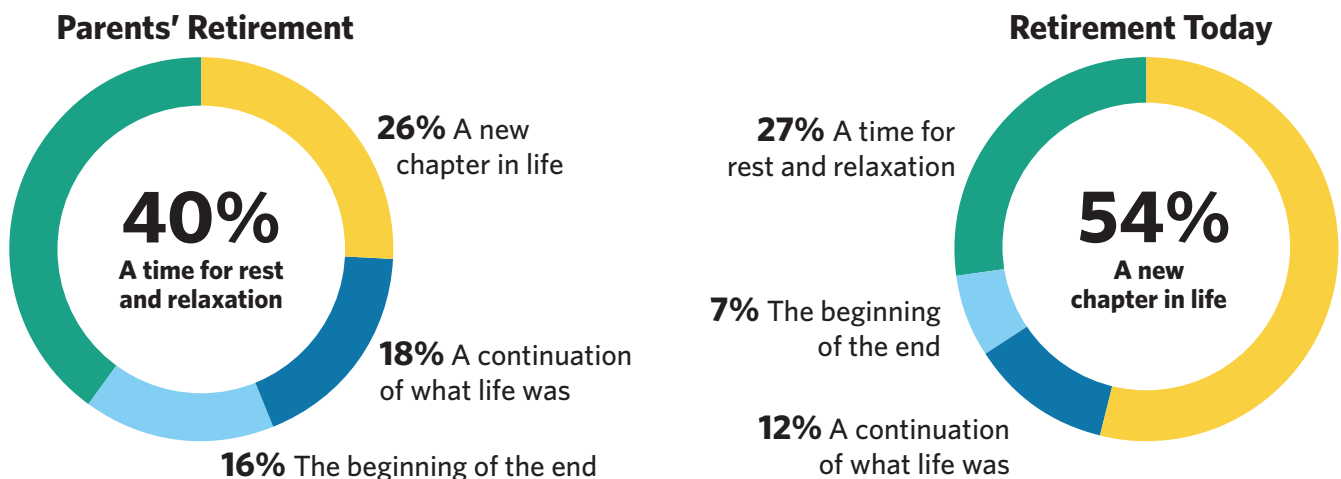 Parents’ Retirement
26% A new
chapter in life
40%
A time for rest
and relaxation
18% A continuation
of what life was
16% The beginning of the end
Retirement Today
27% A time for
rest and relaxation
54%
A new
chapter in life
7% The beginning
of the end
12% A continuation
of what life was